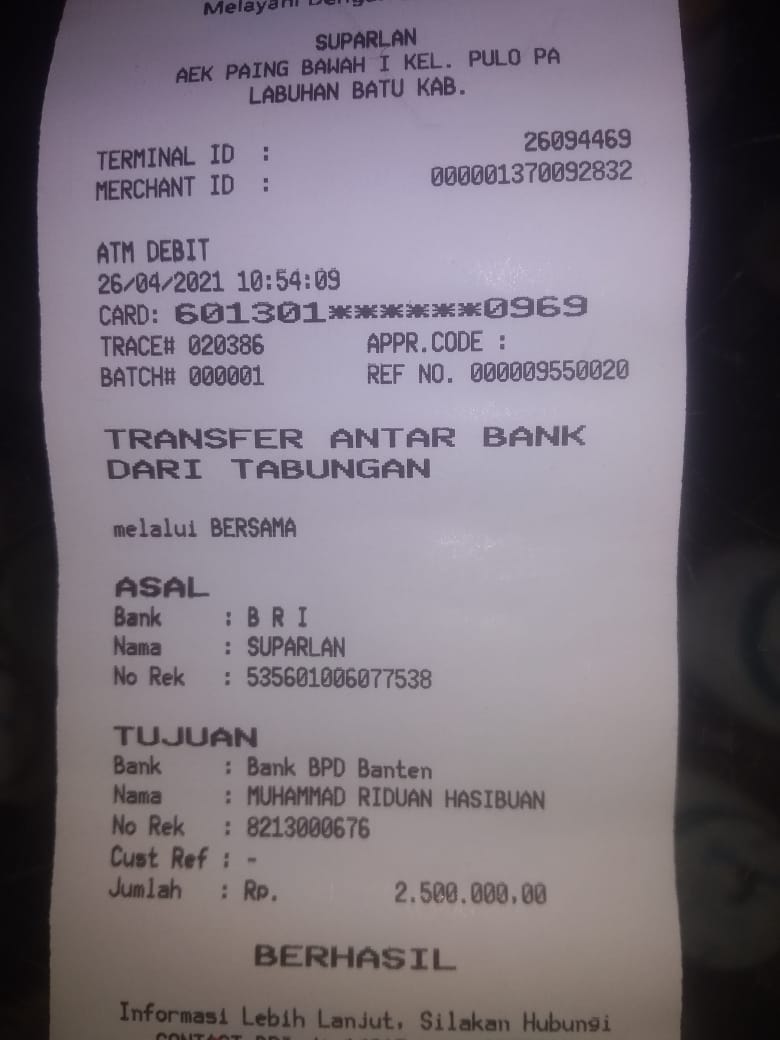 Melayani
SUPARLAN
AEK PAING BAWAH I KEL. PULO PA
LABUHAN BATU KAB.
TERMINAL ID : 26094469
MERCHANT ID : 000001370092832
ATM DEBIT
26/04/2021 10:54:09
CARD: 601301******0969
TRACE# 020386 APPR.CODE :
BATCH# 000001 REF NO. 000009550020
TRANSFER ANTAR BANK
DARI TABUNGAN
melalui BERSAMA
ASAL
Bank : B R I
Nama : SUPARLAN
No Rek : 535601006077538
TUJUAN
Bank : Bank BPD Banten
Nama : MUHAMMAD RIDUAN HASIBUAN
No Rek : 8213000676
Cust Ref : -
Jumlah : Rp. 2.500.000,00
BERHASIL
Informasi Lebih Lanjut, Silakan Hubungi